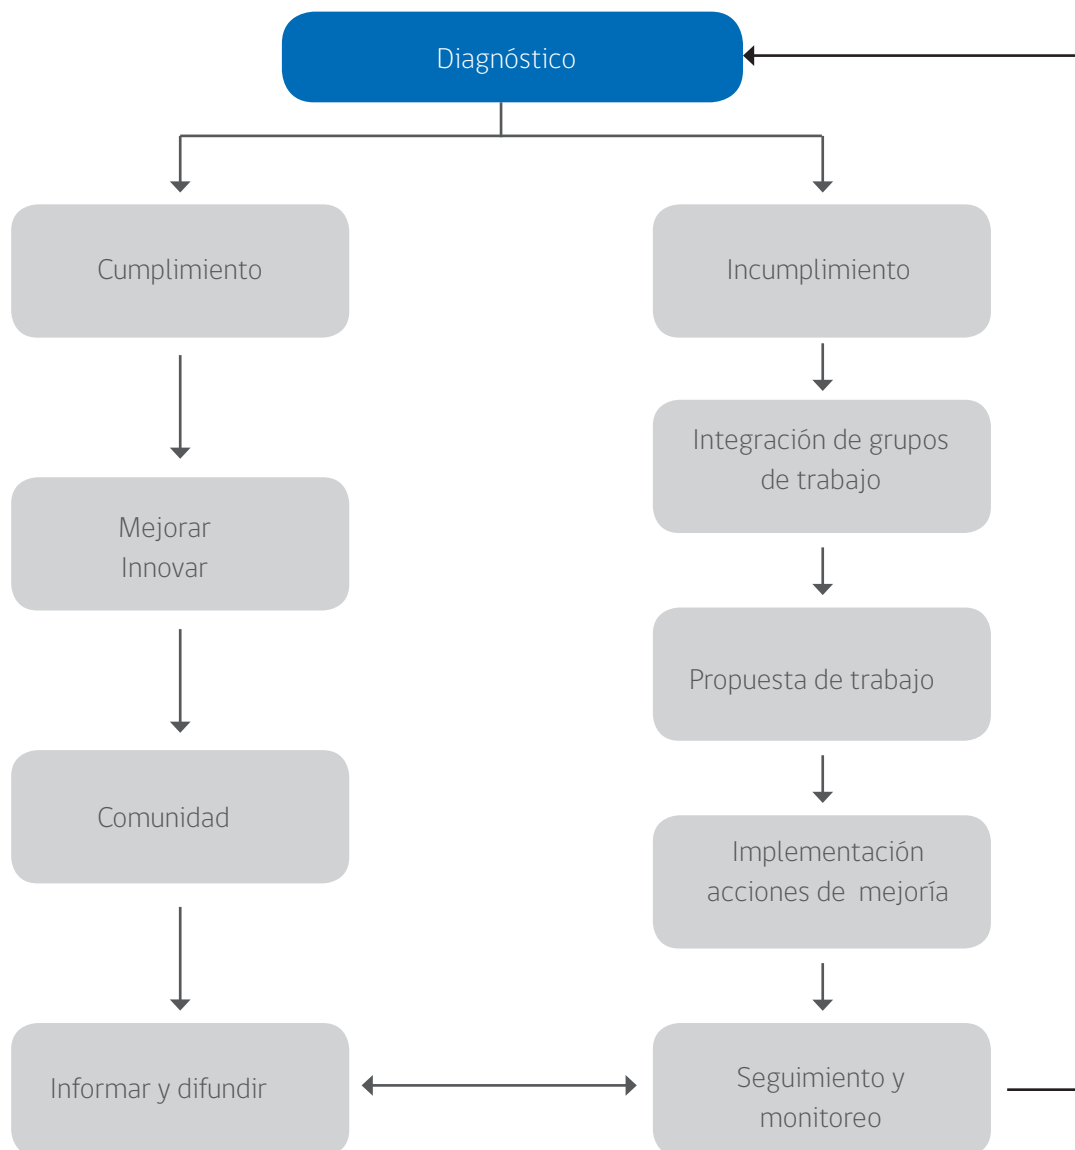 Diagnóstico
Cumplimiento
Incumplimiento
Integración de grupos
de trabajo
Mejorar
Innovar
Propuesta de trabajo
Comunidad
Implementación
acciones de  mejoría
Informar y difundir
Seguimiento y
monitoreo